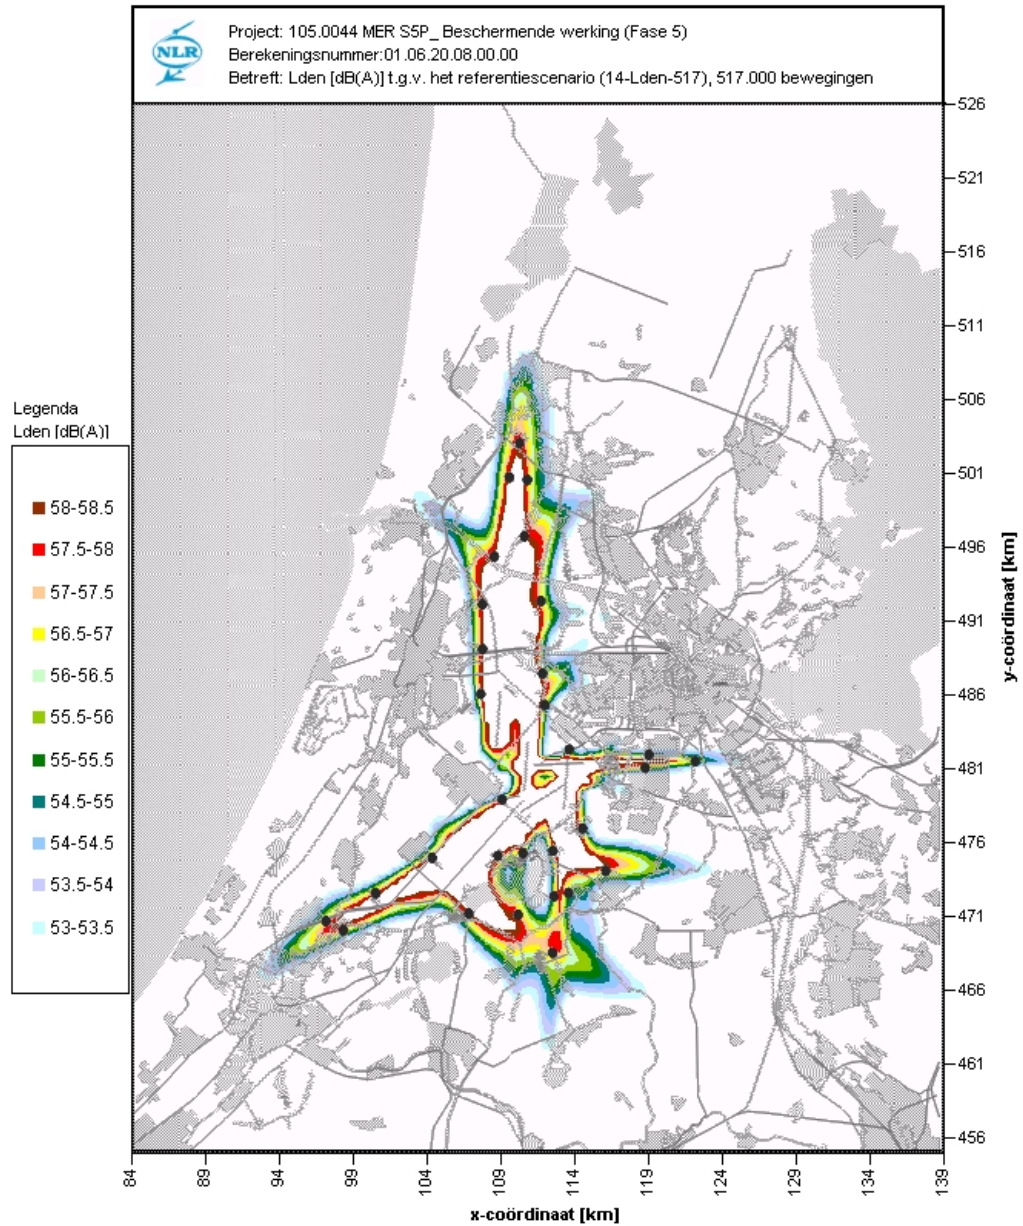 NLR
Project: 105.0044 MER S5P_ Beschermende werking (Fase 5)
Berekeningsnummer:01.06.20.08.00.00
Betreft: Lden [dB(A)] t.g.v. het referentiescenario (14-Lden-517), 517.000 bewegingen
Legenda
Lden [dB(A)]
58-58.5
57.5-58
57-57.5
56.5-57
56-56.5
55.5-56
55-55.5
54.5-55
54-54.5
53.5-54
53-53.5
526
521
516
511
506
501
496
491
486
481
476
471
466
461
456
y-coördinaat [km]
84 89 94 99 104 109 114 119 124 129 134 139
x-coördinaat [km]